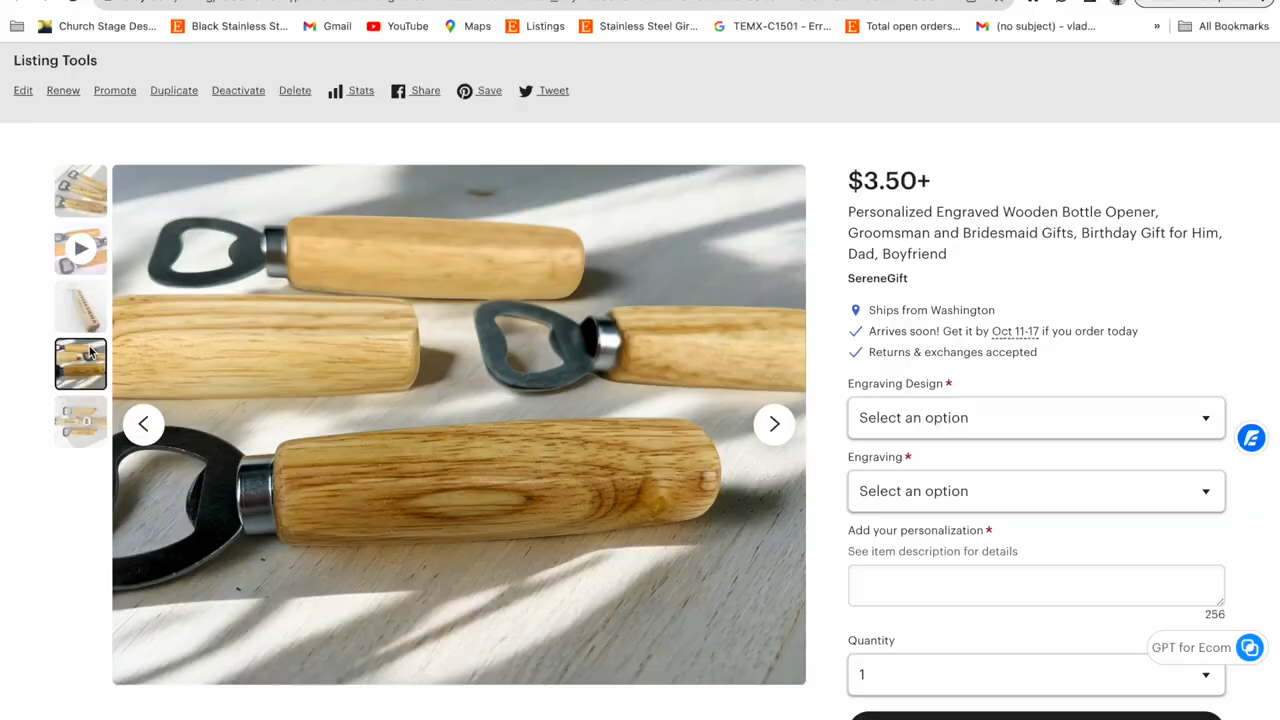 Church Stage Des...
Black Stainless St...
Gmail
YouTube
Maps
Listings
Stainless Steel Gir...
TEMX-C1501 - Err...
Total open orders...
(no subject) – vlad...
»
All Bookmarks
Listing Tools
Edit
Renew
Promote
Duplicate
Deactivate
Delete
Stats
Share
Save
Tweet
$3.50+
Personalized Engraved Wooden Bottle Opener,
Groomsman and Bridesmaid Gifts, Birthday Gift for Him,
Dad, Boyfriend
SereneGift
Ships from Washington
Arrives soon! Get it by Oct 11-17 if you order today
Returns & exchanges accepted
Engraving Design *
Select an option
Engraving *
Select an option
Add your personalization *
See item description for details
256
Quantity
GPT for Ecom
1